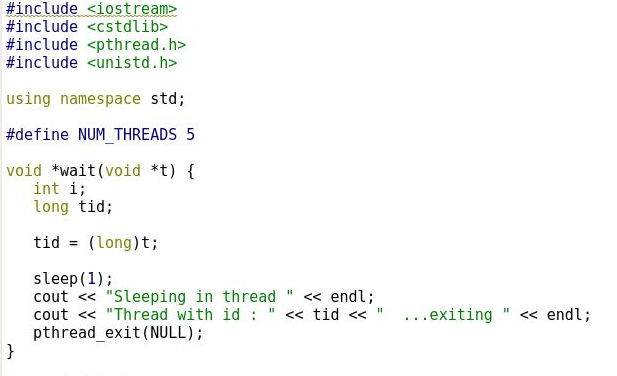 #include <iostream>
#include <cstdlib>
#include <pthread.h>
#include <unistd.h>
using namespace std;
#define NUM_THREADS 5
void *wait(void *t) {
int i;
long tid;
tid = (long)t;
sleep(1);
cout << "Sleeping in thread " << endl;
cout << "Thread with id : " << tid << "  ...exiting " << endl;
pthread_exit(NULL);
}